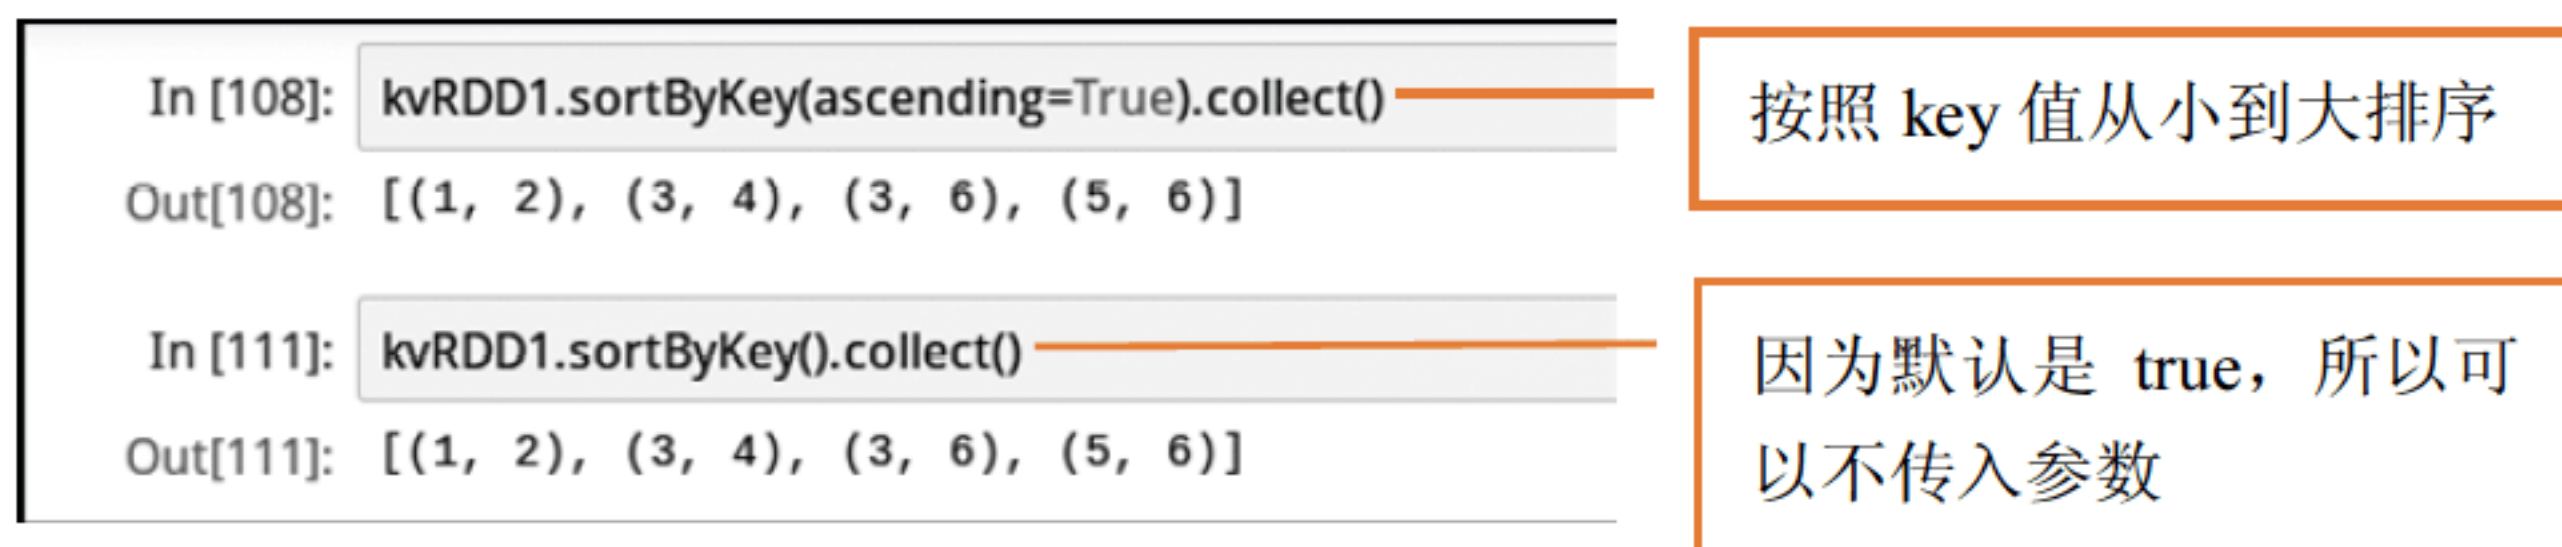 In [108]: kvRDD1.sortByKey(ascending=True).collect()
按照 key 值从小到大排序
Out[108]: [(1, 2), (3, 4), (3, 6), (5, 6)]
In [111]: kvRDD1.sortByKey().collect()
因为默认是 true，所以可
以不传入参数
Out[111]: [(1, 2), (3, 4), (3, 6), (5, 6)]